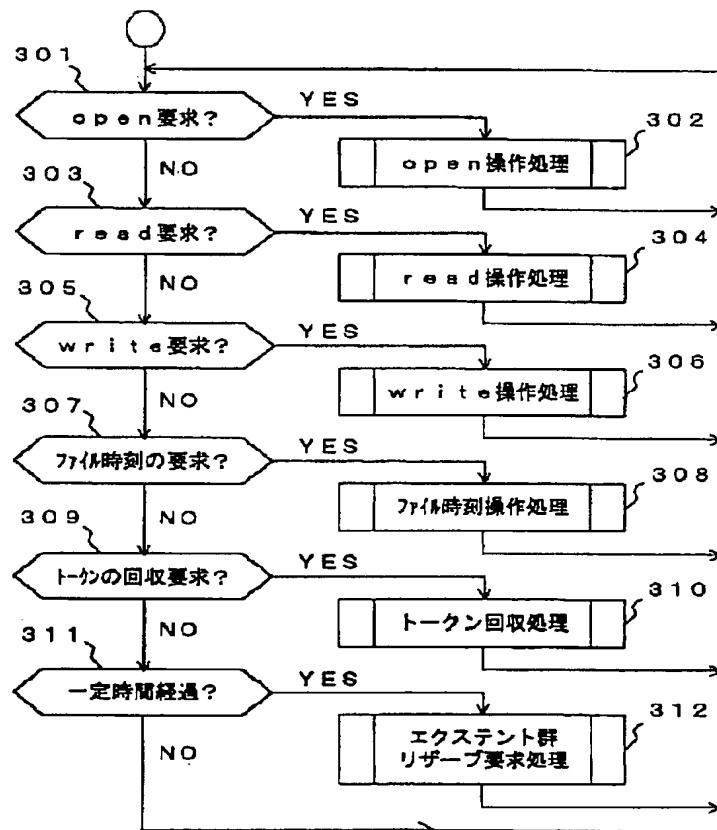 301
open要求?
YES
302
open操作処理
NO
303
read要求?
YES
304
read操作処理
NO
305
write要求?
YES
306
write操作処理
NO
307
ファイル時刻の要求?
YES
308
ファイル時刻操作処理
NO
309
トークンの回収要求?
YES
310
トークン回収処理
NO
311
一定時間経過?
YES
312
エクステント群
リザーブ要求処理
NO